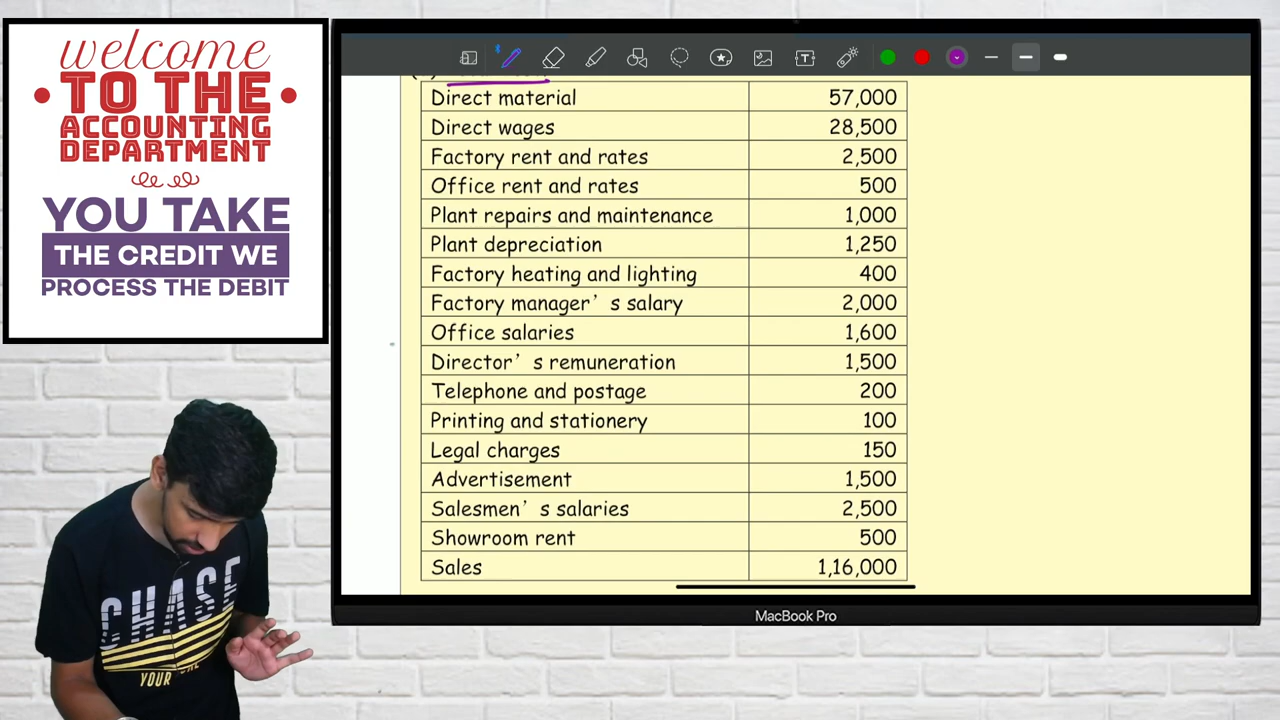 welcome
TO THE
ACCOUNTING
DEPARTMENT
YOU TAKE
THE CREDIT WE
PROCESS THE DEBIT
Direct material 57,000
Direct wages 28,500
Factory rent and rates 2,500
Office rent and rates 500
Plant repairs and maintenance 1,000
Plant depreciation 1,250
Factory heating and lighting 400
Factory manager’ s salary 2,000
Office salaries 1,600
Director’ s remuneration 1,500
Telephone and postage 200
Printing and stationery 100
Legal charges 150
Advertisement 1,500
Salesmen’ s salaries 2,500
Showroom rent 500
Sales 1,16,000
MacBook Pro
CHASE
YOUR